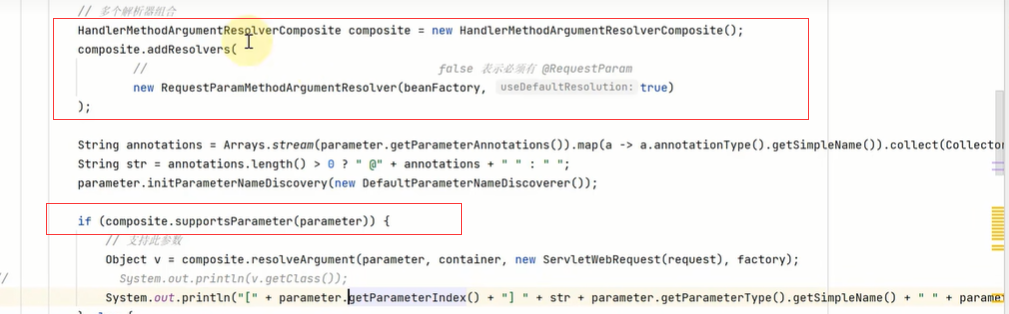 // 多个解析器组合
HandlerMethodArgumentResolverComposite composite = new HandlerMethodArgumentResolverComposite();
composite.addResolvers(
// false 表示必须有 @RequestParam
new RequestParamMethodArgumentResolver(beanFactory, useDefaultResolution: true)
);
String annotations = Arrays.stream(parameter.getParameterAnnotations()).map(a -> a.annotationType().getSimpleName()).collect(Collector
String str = annotations.length() > 0 ? " @" + annotations + " " : " ";
parameter.initParameterNameDiscovery(new DefaultParameterNameDiscoverer());
if (composite.supportsParameter(parameter)) {
// 支持此参数
Object v = composite.resolveArgument(parameter, container, new ServletWebRequest(request), factory);
// System.out.println(v.getClass());
System.out.println("[" + parameter.getParameterIndex() + "] " + str + parameter.getParameterType().getSimpleName() + " " + parame